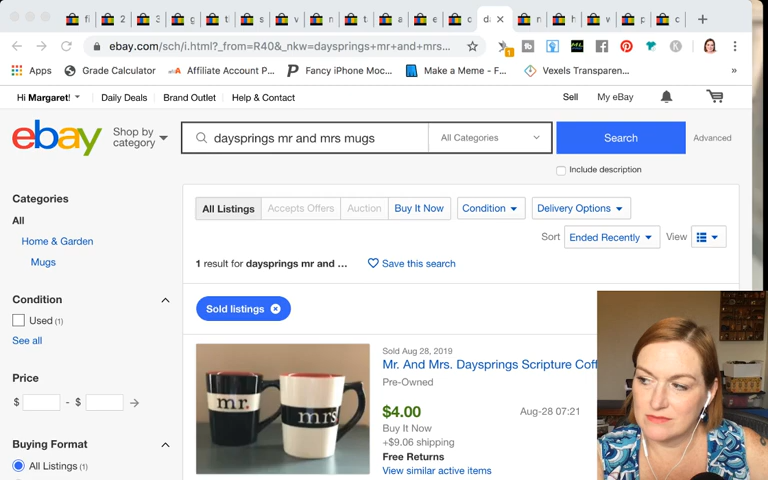 fi 2 3 g t s v n t a e c d n h w p c
ebay.com/sch/i.html?_from=R40&_nkw=daysprings+mr+and+mrs...
1
ML
K
Apps Grade Calculator Affiliate Account P... Fancy iPhone Moc... Make a Meme - F... Vexels Transparen... »
Hi Margaret! Daily Deals Brand Outlet Help & Contact Sell My eBay
ebay Shop by category daysprings mr and mrs mugs All Categories Search Advanced
Include description
Categories
All
Home & Garden
Mugs
Condition
Used (1)
See all
Price
$ - $
Buying Format
All Listings (1)
All Listings Accepts Offers Auction Buy It Now Condition Delivery Options
Sort Ended Recently View
1 result for daysprings mr and ... Save this search
Sold listings
mr.
mrs
Sold Aug 28, 2019
Mr. And Mrs. Daysprings Scripture Coff
Pre-Owned
$4.00 Aug-28 07:21
Buy It Now
+$9.06 shipping
Free Returns
View similar active items